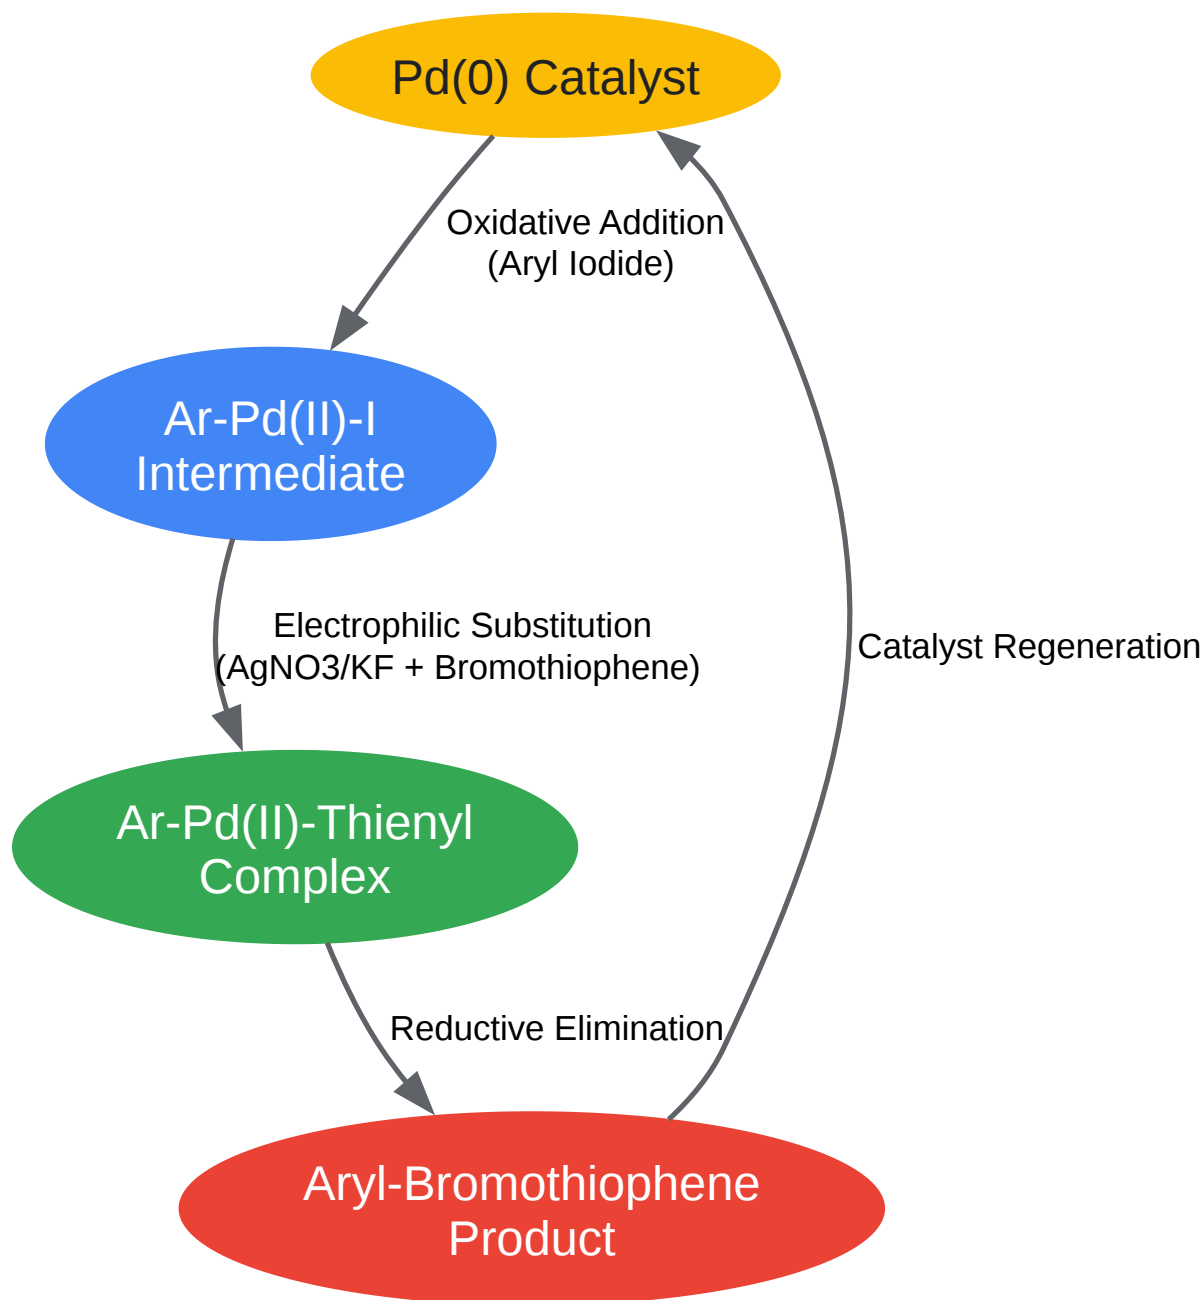 Pd(0) Catalyst
Oxidative Addition
(Aryl Iodide)
Ar-Pd(II)-I
Intermediate
Electrophilic Substitution
(AgNO3/KF + Bromothiophene)
Catalyst Regeneration
Ar-Pd(II)-Thienyl
Complex
Reductive Elimination
Aryl-Bromothiophene
Product